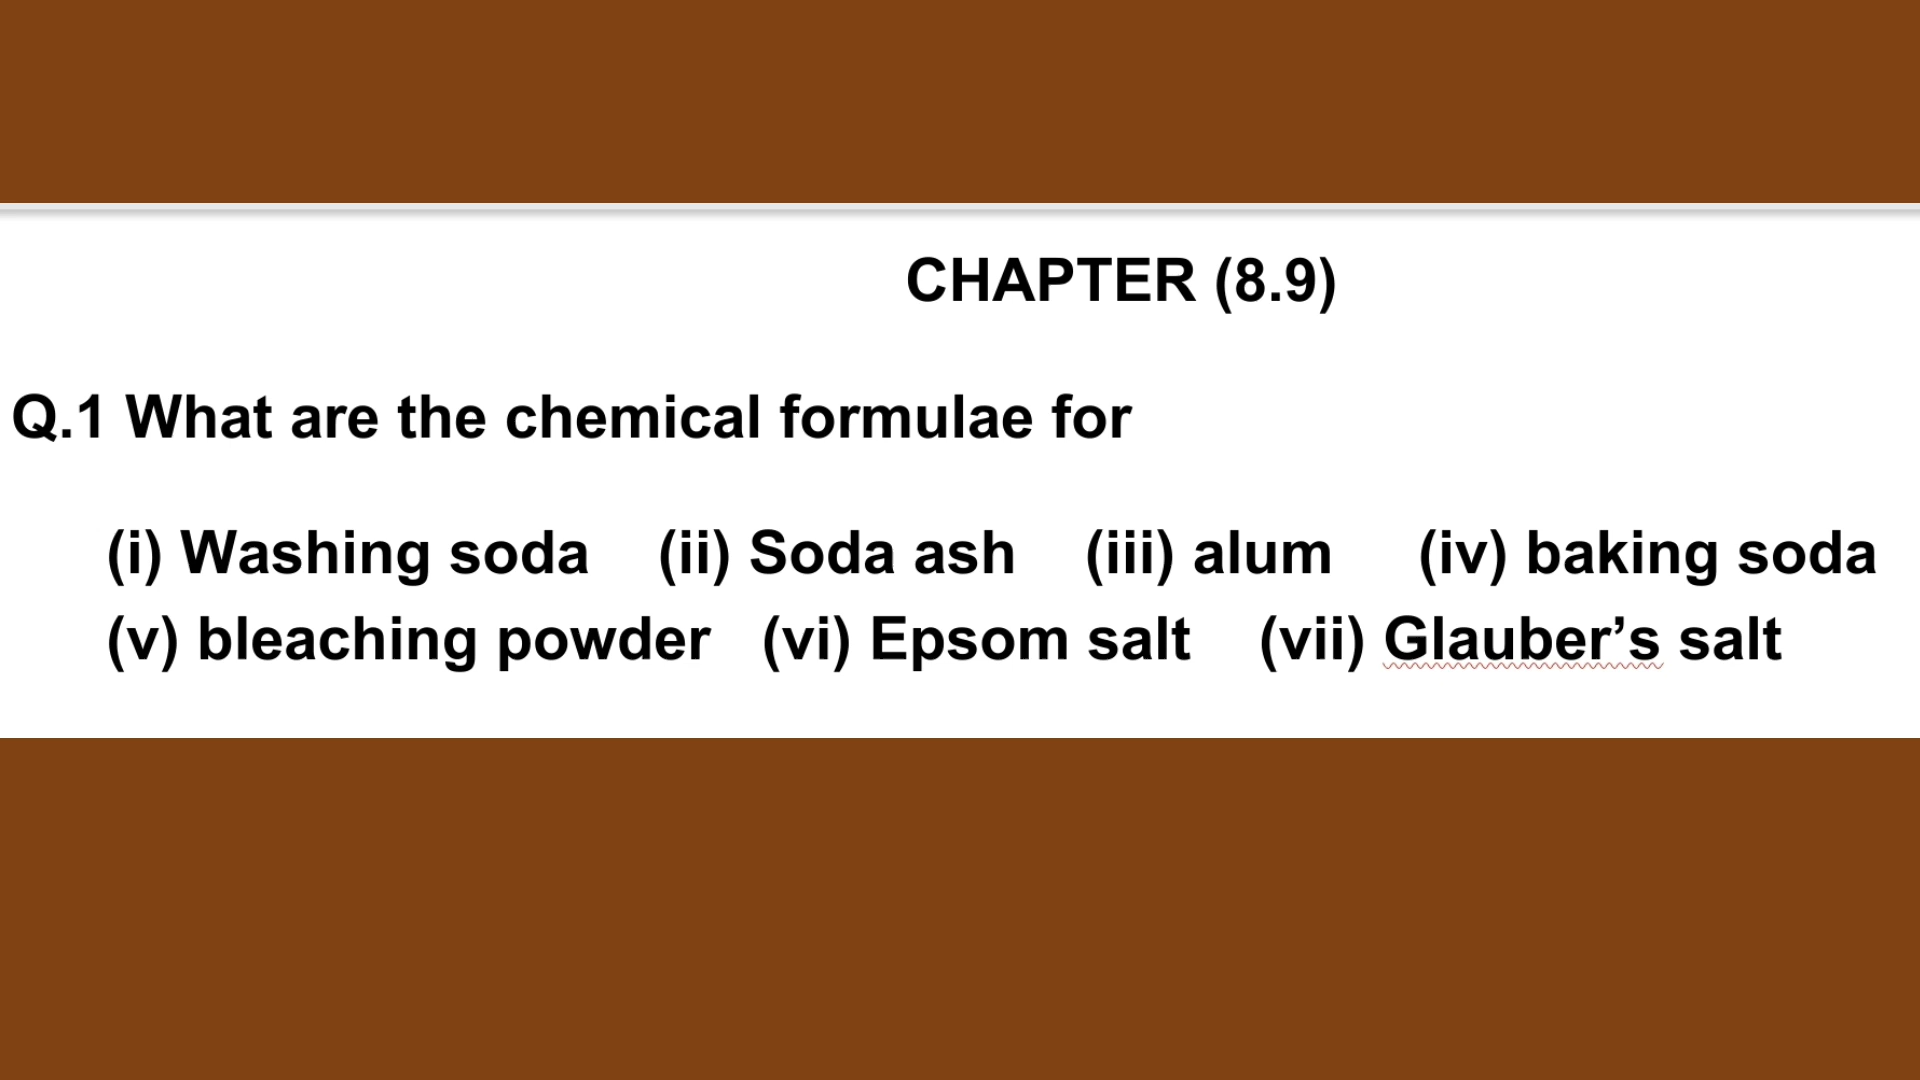 CHAPTER (8.9)
Q.1 What are the chemical formulae for
(i) Washing soda (ii) Soda ash (iii) alum (iv) baking soda
(v) bleaching powder (vi) Epsom salt (vii) Glauber’s salt